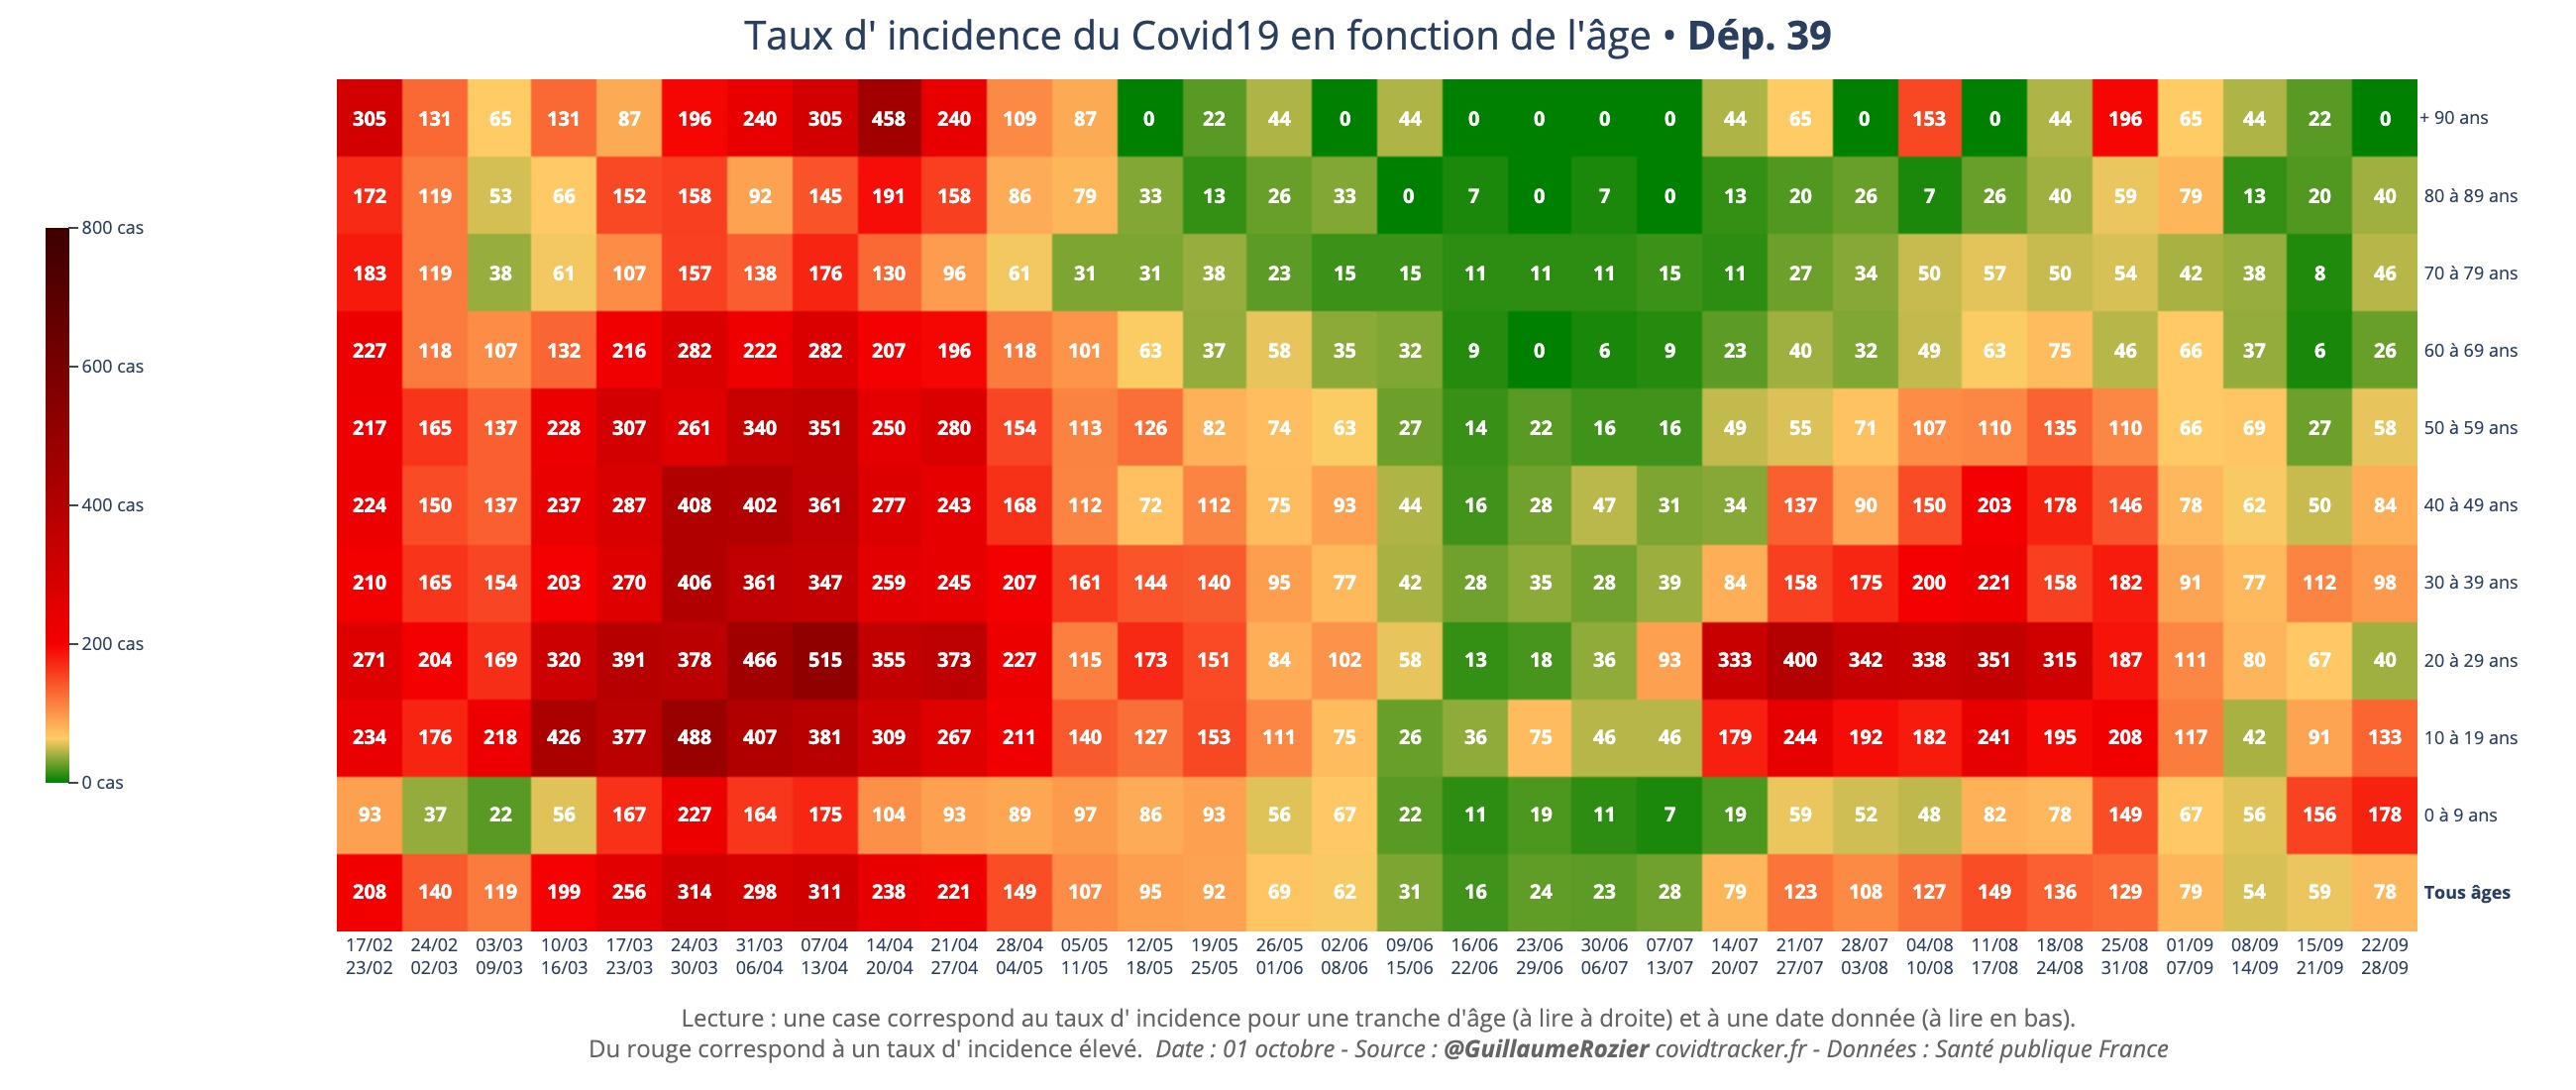 Taux d' incidence du Covid19 en fonction de l'âge • Dép. 39
800 cas
600 cas
400 cas
200 cas
0 cas
305 131 65 131 87 196 240 305 458 240 109 87 0 22 44 0 44 0 0 0 0 44 65 0 153 0 44 196 65 44 22 0 + 90 ans
172 119 53 66 152 158 92 145 191 158 86 79 33 13 26 33 0 7 0 7 0 13 20 26 7 26 40 59 79 13 20 40 80 à 89 ans
183 119 38 61 107 157 138 176 130 96 61 31 31 38 23 15 15 11 11 11 15 11 27 34 50 57 50 54 42 38 8 46 70 à 79 ans
227 118 107 132 216 282 222 282 207 196 118 101 63 37 58 35 32 9 0 6 9 23 40 32 49 63 75 46 66 37 6 26 60 à 69 ans
217 165 137 228 307 261 340 351 250 280 154 113 126 82 74 63 27 14 22 16 16 49 55 71 107 110 135 110 66 69 27 58 50 à 59 ans
224 150 137 237 287 408 402 361 277 243 168 112 72 112 75 93 44 16 28 47 31 34 137 90 150 203 178 146 78 62 50 84 40 à 49 ans
210 165 154 203 270 406 361 347 259 245 207 161 144 140 95 77 42 28 35 28 39 84 158 175 200 221 158 182 91 77 112 98 30 à 39 ans
271 204 169 320 391 378 466 515 355 373 227 115 173 151 84 102 58 13 18 36 93 333 400 342 338 351 315 187 111 80 67 40 20 à 29 ans
234 176 218 426 377 488 407 381 309 267 211 140 127 153 111 75 26 36 75 46 46 179 244 192 182 241 195 208 117 42 91 133 10 à 19 ans
93 37 22 56 167 227 164 175 104 93 89 97 86 93 56 67 22 11 19 11 7 19 59 52 48 82 78 149 67 56 156 178 0 à 9 ans
208 140 119 199 256 314 298 311 238 221 149 107 95 92 69 62 31 16 24 23 28 79 123 108 127 149 136 129 79 54 59 78 Tous âges
17/02 24/02 03/03 10/03 17/03 24/03 31/03 07/04 14/04 21/04 28/04 05/05 12/05 19/05 26/05 02/06 09/06 16/06 23/06 30/06 07/07 14/07 21/07 28/07 04/08 11/08 18/08 25/08 01/09 08/09 15/09 22/09
23/02 02/03 09/03 16/03 23/03 30/03 06/04 13/04 20/04 27/04 04/05 11/05 18/05 25/05 01/06 08/06 15/06 22/06 29/06 06/07 13/07 20/07 27/07 03/08 10/08 17/08 24/08 31/08 07/09 14/09 21/09 28/09
Lecture : une case correspond au taux d' incidence pour une tranche d'âge (à lire à droite) et à une date donnée (à lire en bas).
Du rouge correspond à un taux d' incidence élevé. Date : 01 octobre - Source : @GuillaumeRozier covidtracker.fr - Données : Santé publique France